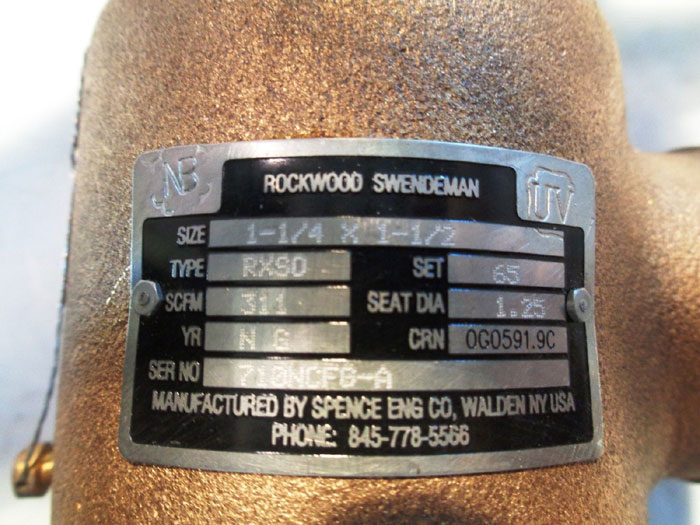 NB ROCKWOOD SWENDEMAN UV
SIZE 1-1/4 X 1-1/2
TYPE RXSO SET 65
SCFM 311 SEAT DIA 1.25
YR N G CRN 0G0591.9C
SER NO
MANUFACTURED BY SPENCE ENG CO, WALDEN NY USA
PHONE: 845-778-5566